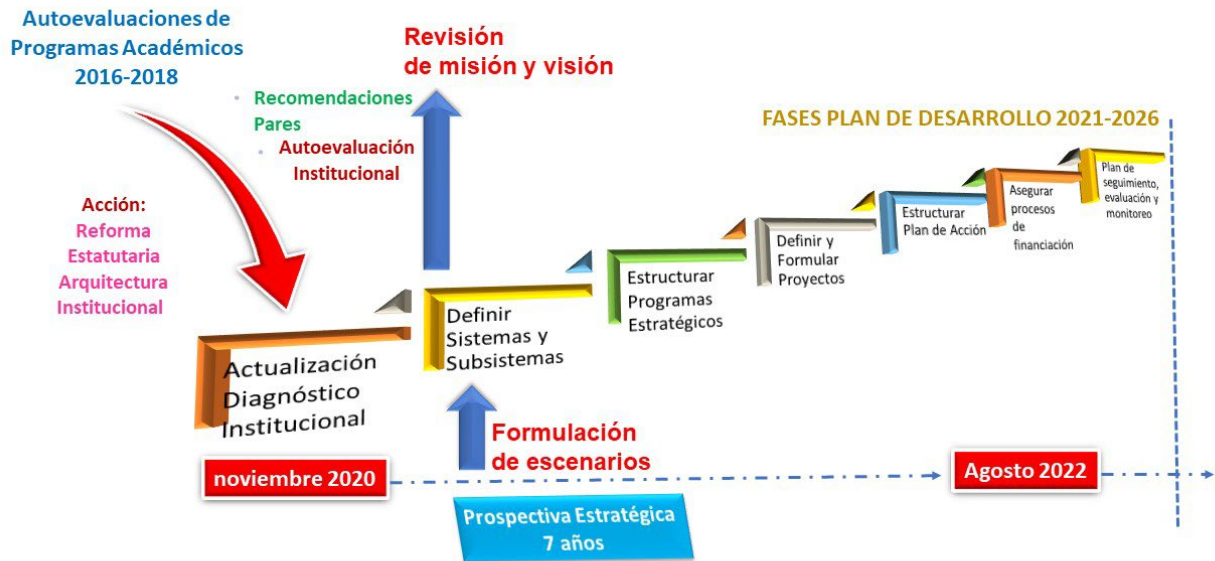 Autoevaluaciones de
Programas Académicos
2016-2018
Revisión
de misión y visión
Recomendaciones
Pares
Autoevaluación
Institucional
FASES PLAN DE DESARROLLO 2021-2026
Acción:
Reforma
Estatutaria
Arquitectura
Institucional
Actualización
Diagnóstico
Institucional
Definir
Sistemas y
Subsistemas
Estructurar
Programas
Estratégicos
Definir y
Formular
Proyectos
Estructurar
Plan de Acción
Asegurar
procesos
de
financiación
Plan de
seguimiento,
evaluación y
monitoreo
Formulación
de escenarios
noviembre 2020
Agosto 2022
Prospectiva Estratégica
7 años